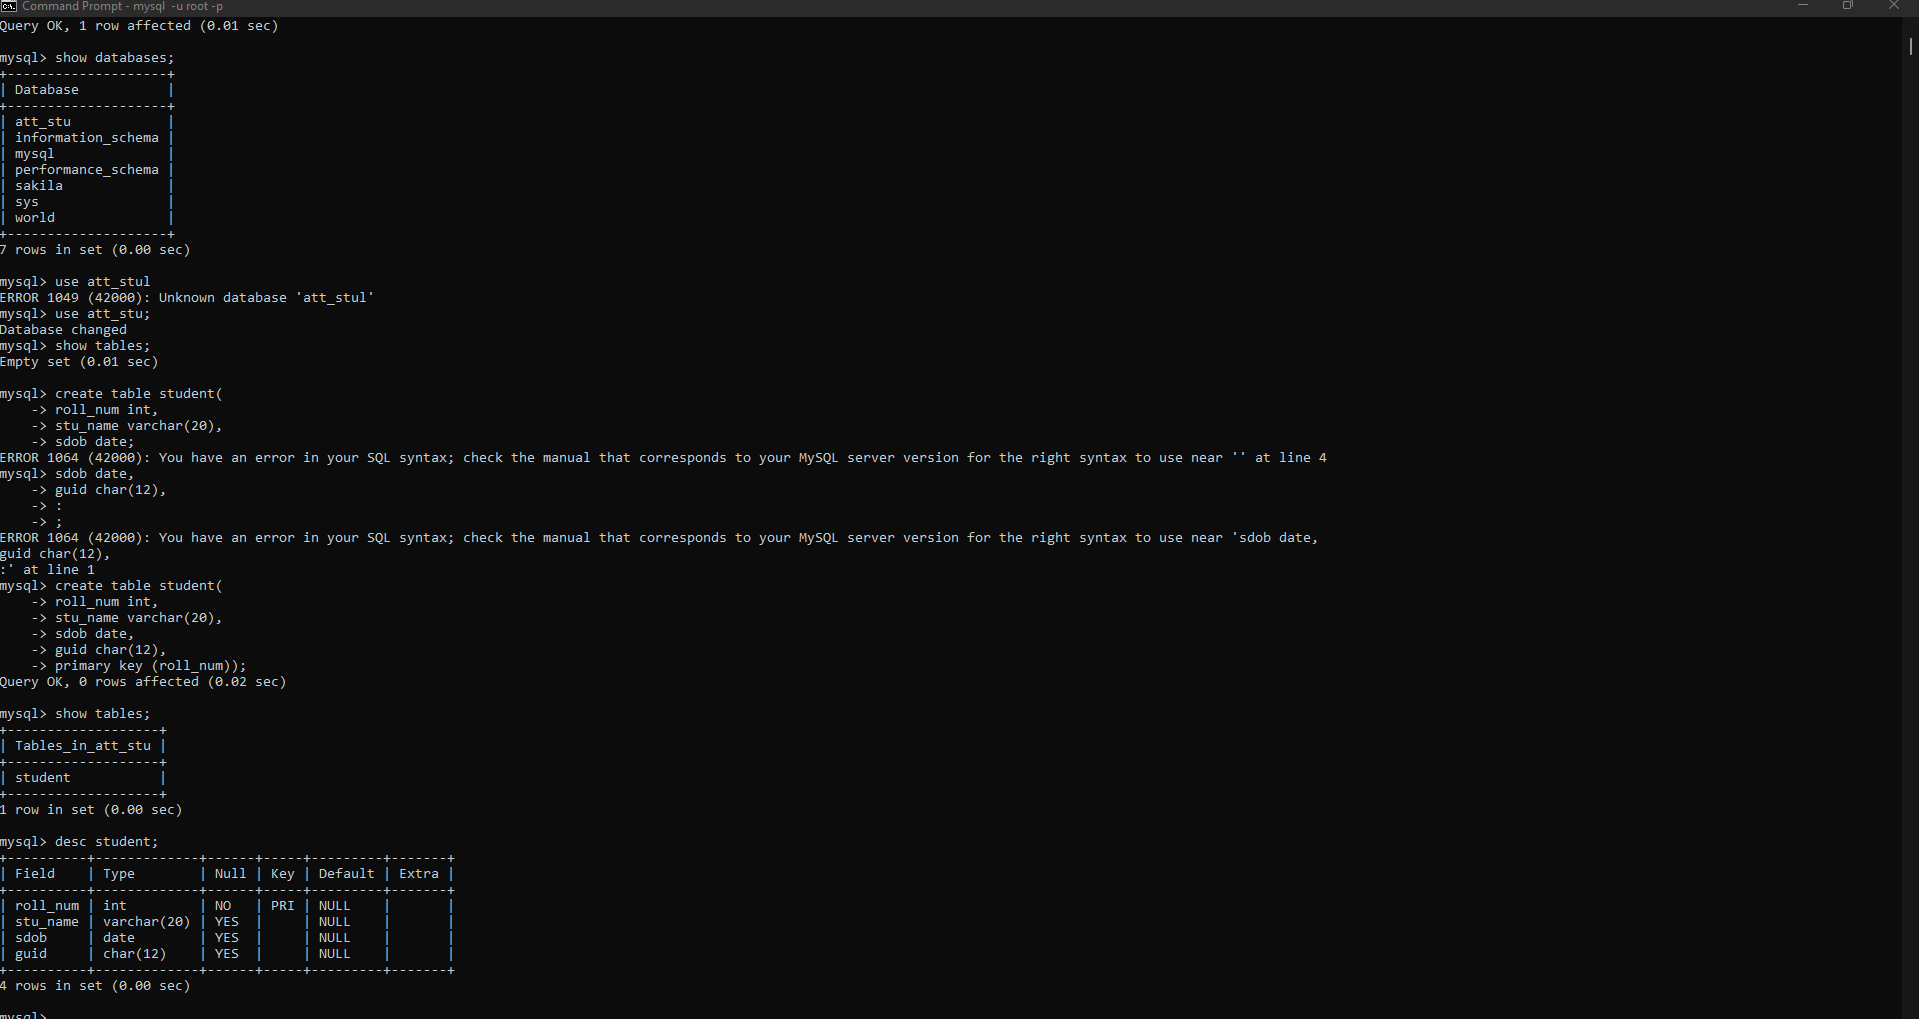 Command Prompt - mysql  -u root -p
Query OK, 1 row affected (0.01 sec)
mysql> show databases;
+--------------------+
| Database           |
+--------------------+
| att_stu            |
| information_schema |
| mysql              |
| performance_schema |
| sakila             |
| sys                |
| world              |
+--------------------+
7 rows in set (0.00 sec)
mysql> use att_stul
ERROR 1049 (42000): Unknown database 'att_stul'
mysql> use att_stu;
Database changed
mysql> show tables;
Empty set (0.01 sec)
mysql> create table student(
    -> roll_num int,
    -> stu_name varchar(20),
    -> sdob date;
ERROR 1064 (42000): You have an error in your SQL syntax; check the manual that corresponds to your MySQL server version for the right syntax to use near '' at line 4
mysql> sdob date,
    -> guid char(12),
    -> :
    -> ;
ERROR 1064 (42000): You have an error in your SQL syntax; check the manual that corresponds to your MySQL server version for the right syntax to use near 'sdob date,
guid char(12),
:' at line 1
mysql> create table student(
    -> roll_num int,
    -> stu_name varchar(20),
    -> sdob date,
    -> guid char(12),
    -> primary key (roll_num));
Query OK, 0 rows affected (0.02 sec)
mysql> show tables;
+-------------------+
| Tables_in_att_stu |
+-------------------+
| student           |
+-------------------+
1 row in set (0.00 sec)
mysql> desc student;
+----------+-------------+------+-----+---------+-------+
| Field    | Type        | Null | Key | Default | Extra |
+----------+-------------+------+-----+---------+-------+
| roll_num | int         | NO   | PRI | NULL    |       |
| stu_name | varchar(20) | YES  |     | NULL    |       |
| sdob     | date        | YES  |     | NULL    |       |
| guid     | char(12)    | YES  |     | NULL    |       |
+----------+-------------+------+-----+---------+-------+
4 rows in set (0.00 sec)
mysql>